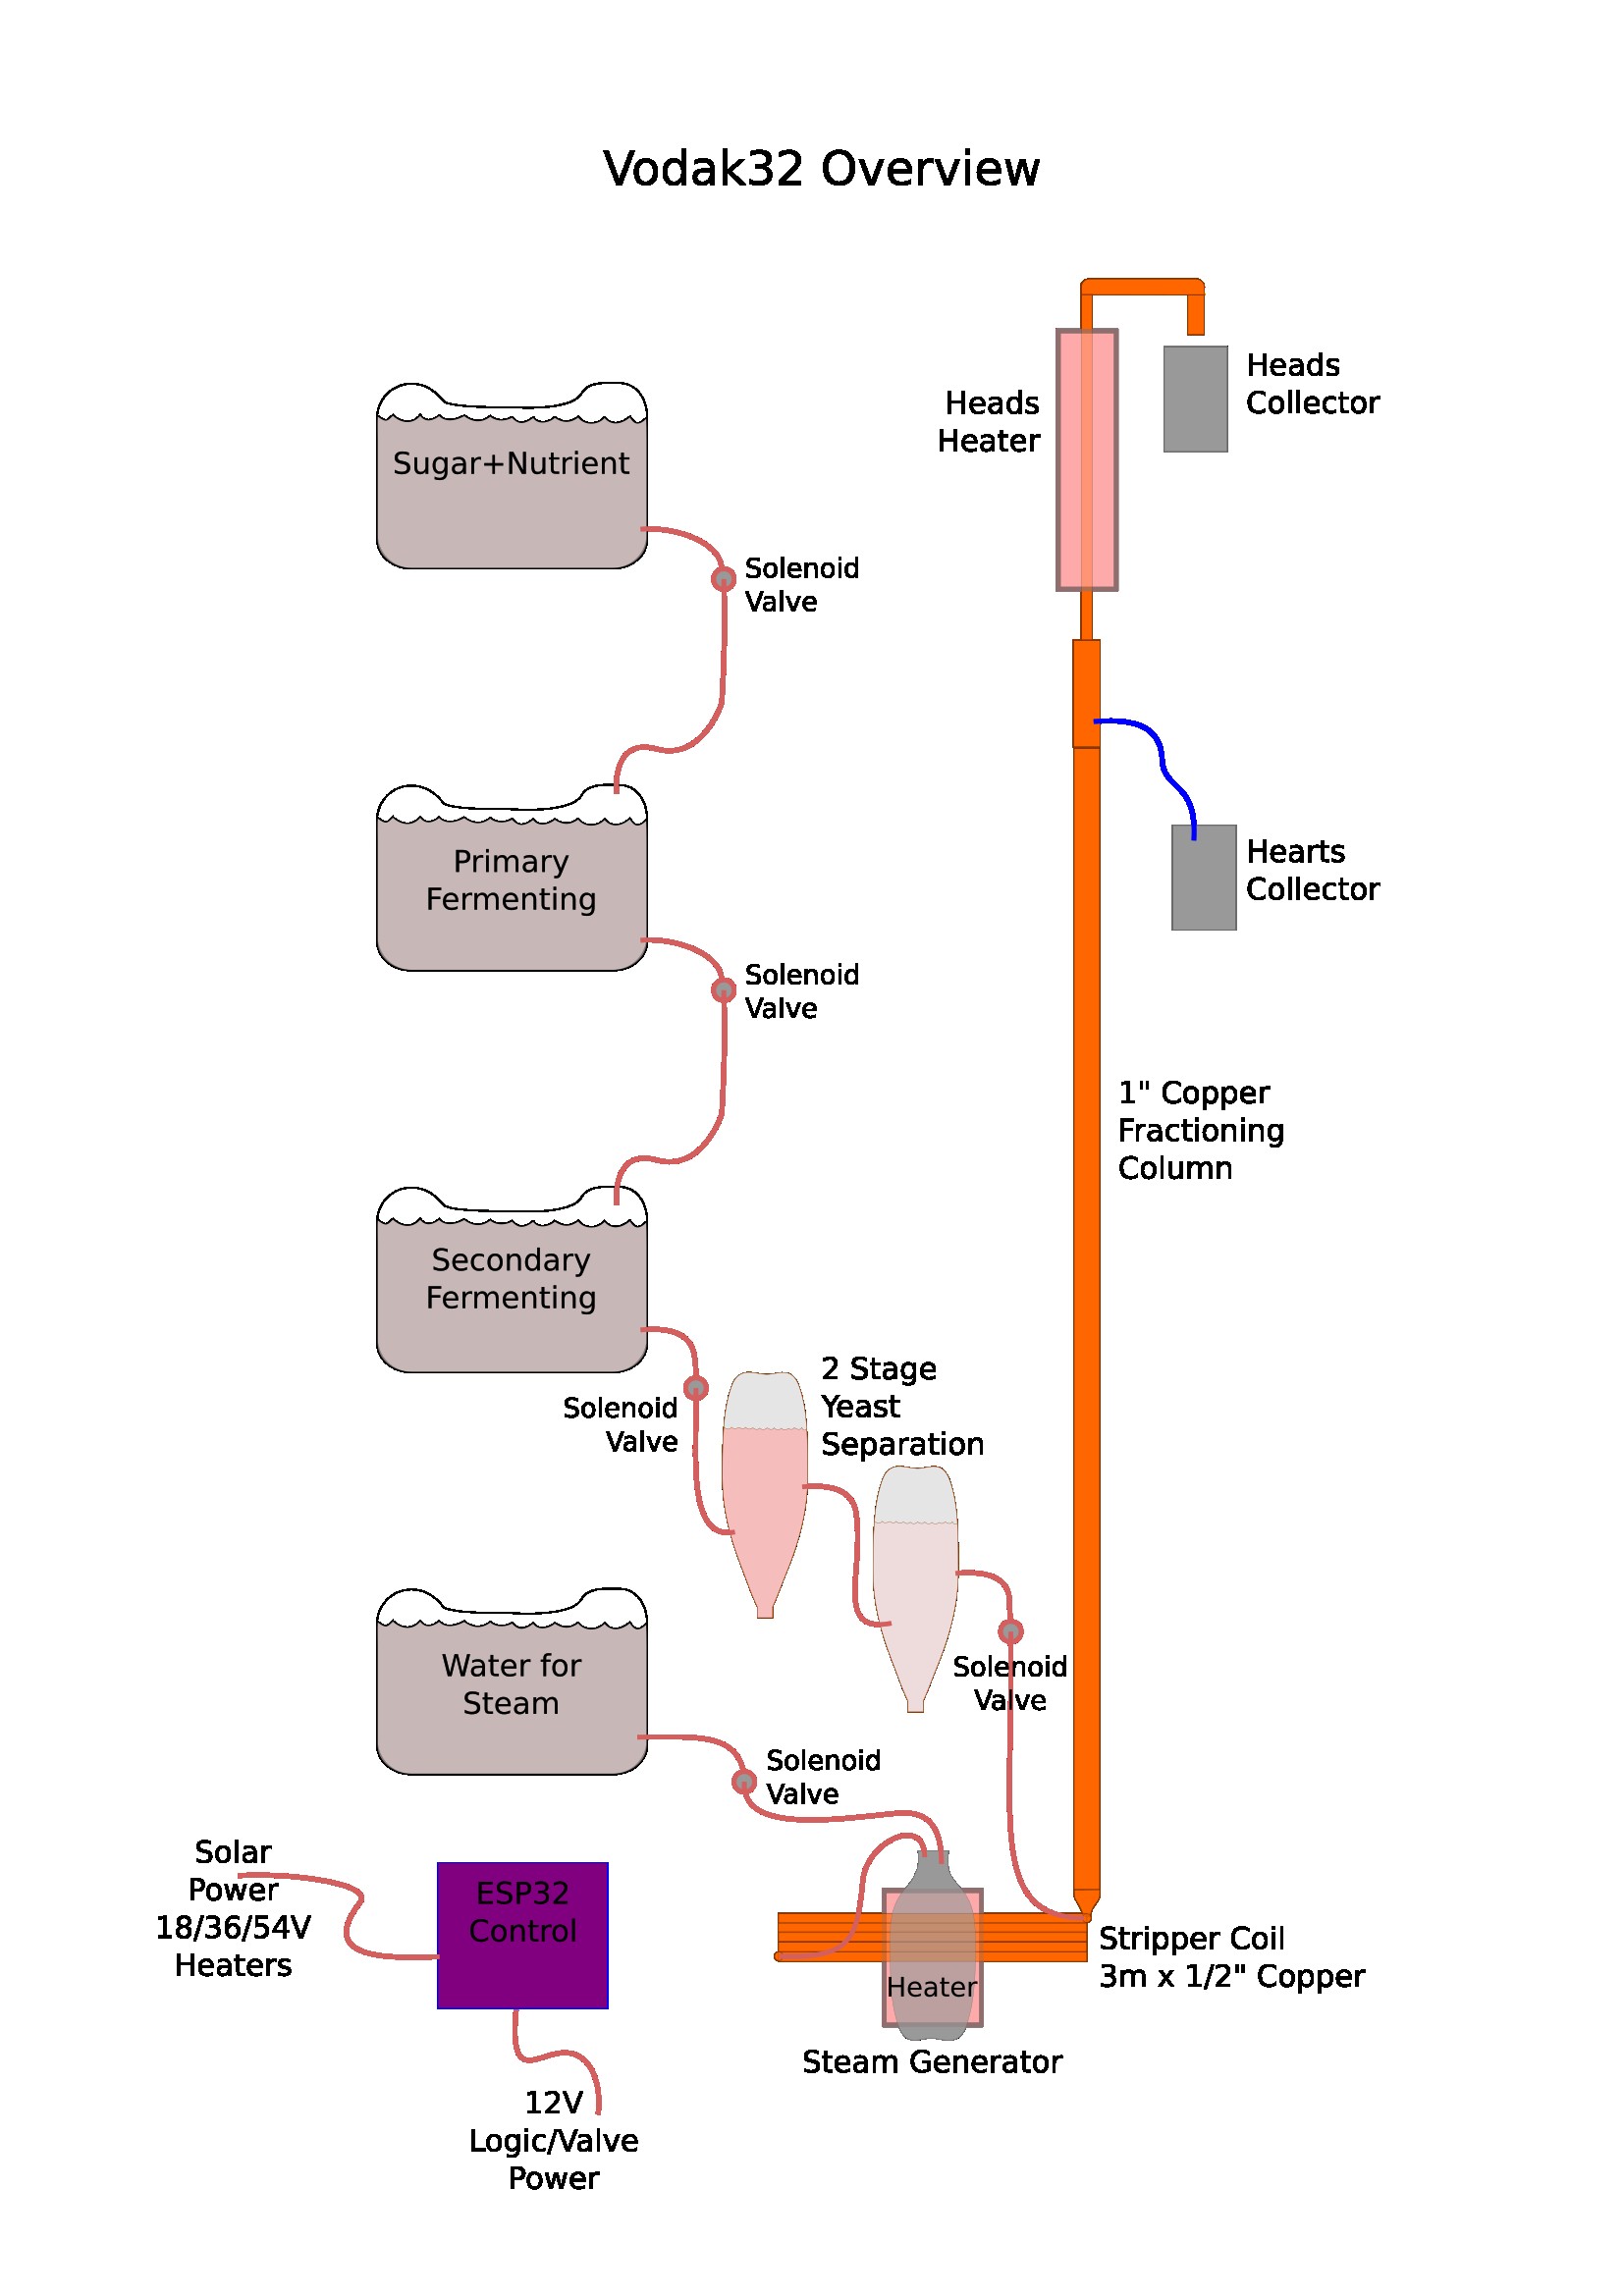 Vodak32 Overview
Heads
Collector
Heads
Heater
Sugar+Nutrient
Solenoid
Valve
Primary
Fermenting
Hearts
Collector
Solenoid
Valve
1" Copper
Fractioning
Column
Secondary
Fermenting
2 Stage
Yeast
Separation
Solenoid
Valve
Water for
Steam
Solenoid
Valve
Solenoid
Valve
Solar
Power
18/36/54V
Heaters
ESP32
Control
Stripper Coil
3m x 1/2" Copper
Heater
Steam Generator
12V
Logic/Valve
Power